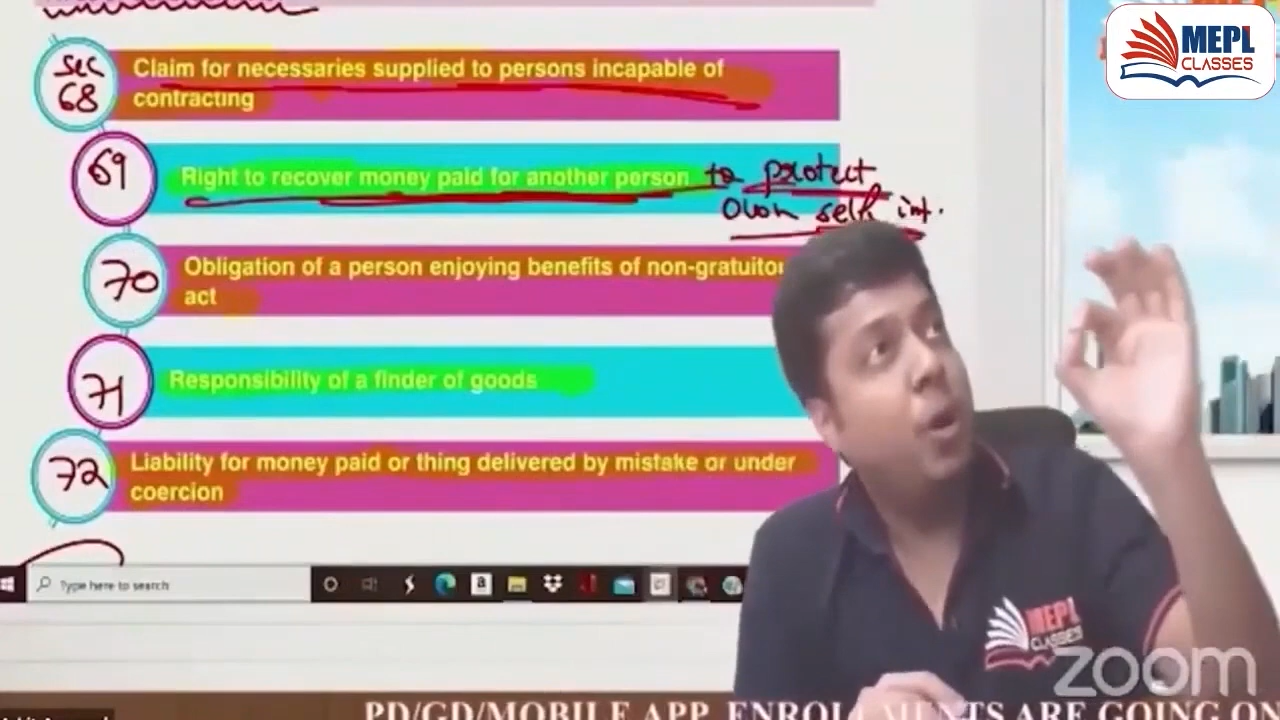 MEPL
CLASSES
Sec
68
Claim for necessaries supplied to persons incapable of
contracting
69
Right to recover money paid for another person to protect
Own self int.
70
Obligation of a person enjoying benefits of non-gratuitou
act
71
Responsibility of a finder of goods
72
Liability for money paid or thing delivered by mistake or under
coercion
Type here to search
MEPL
CLASSES
zoom
PD/GD/MOBILE APP ENROLLMENTS ARE GOING ON